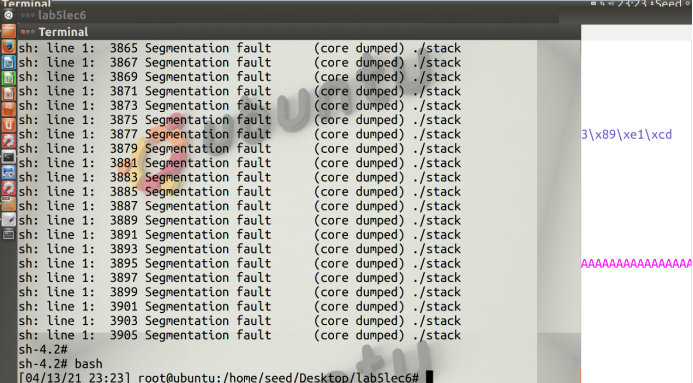 Terminal
23:23 Seed
lab5lec6
Terminal
sh: line 1:  3865 Segmentation fault      (core dumped) ./stack
sh: line 1:  3867 Segmentation fault      (core dumped) ./stack
sh: line 1:  3869 Segmentation fault      (core dumped) ./stack
sh: line 1:  3871 Segmentation fault      (core dumped) ./stack
sh: line 1:  3873 Segmentation fault      (core dumped) ./stack
sh: line 1:  3875 Segmentation fault      (core dumped) ./stack
sh: line 1:  3877 Segmentation fault      (core dumped) ./stack
3\x89\xe1\xcd
sh: line 1:  3879 Segmentation fault      (core dumped) ./stack
sh: line 1:  3881 Segmentation fault      (core dumped) ./stack
sh: line 1:  3883 Segmentation fault      (core dumped) ./stack
sh: line 1:  3885 Segmentation fault      (core dumped) ./stack
sh: line 1:  3887 Segmentation fault      (core dumped) ./stack
sh: line 1:  3889 Segmentation fault      (core dumped) ./stack
sh: line 1:  3891 Segmentation fault      (core dumped) ./stack
sh: line 1:  3893 Segmentation fault      (core dumped) ./stack
sh: line 1:  3895 Segmentation fault      (core dumped) ./stack
AAAAAAAAAAAAAAAA
sh: line 1:  3897 Segmentation fault      (core dumped) ./stack
sh: line 1:  3899 Segmentation fault      (core dumped) ./stack
sh: line 1:  3901 Segmentation fault      (core dumped) ./stack
sh: line 1:  3903 Segmentation fault      (core dumped) ./stack
sh: line 1:  3905 Segmentation fault      (core dumped) ./stack
sh-4.2#
sh-4.2# bash
[04/13/21 23:23] root@ubuntu:/home/seed/Desktop/lab5lec6#
ubuntu